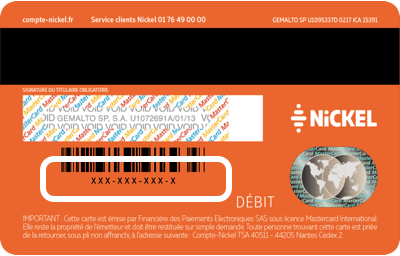 compte-nickel.fr Service clients Nickel 01 76 49 00 00 GEMALTO SP U1095337D 0217 ICA 15391
SIGNATURE DU TITULAIRE OBLIGATOIRE
VOID GEMALTO SP, S.A. U1072691A/01/13
NiCKEL
XXX-XXX-XXX-X
DÉBIT
IMPORTANT : Cette carte est émise par Financière des Paiements Electroniques SAS sous licence Mastercard International.
Elle reste la propriété de l'émetteur et doit être restituée sur simple demande. Toute personne trouvant cette carte est priée
de la retourner, sous pli non affranchi, à l'adresse suivante : Compte-Nickel TSA 40511 – 44205 Nantes Cedex 2